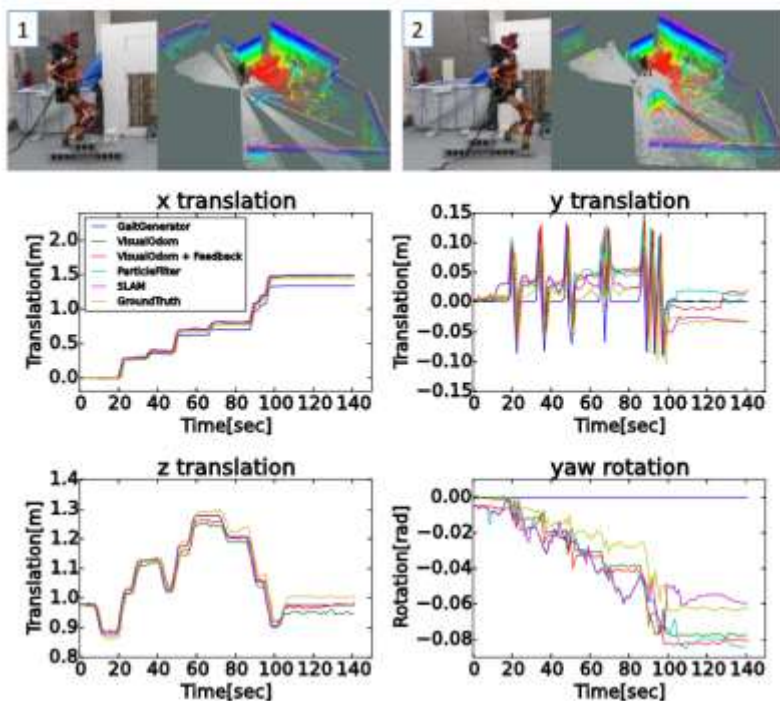 1
2
x translation
Translation[m]
2.0
1.5
1.0
0.5
0.0
GaitGenerator
VisualOdom
VisualOdom + Feedback
ParticleFilter
SLAM
GroundTruth
0 20 40 60 80 100 120 140
Time[sec]
y translation
Translation[m]
0.15
0.10
0.05
0.00
−0.05
−0.10
−0.15
0 20 40 60 80 100 120 140
Time[sec]
z translation
Translation[m]
1.4
1.3
1.2
1.1
1.0
0.9
0.8
0 20 40 60 80 100 120 140
Time[sec]
yaw rotation
Rotation[rad]
0.00
−0.02
−0.04
−0.06
−0.08
0 20 40 60 80 100 120 140
Time[sec]